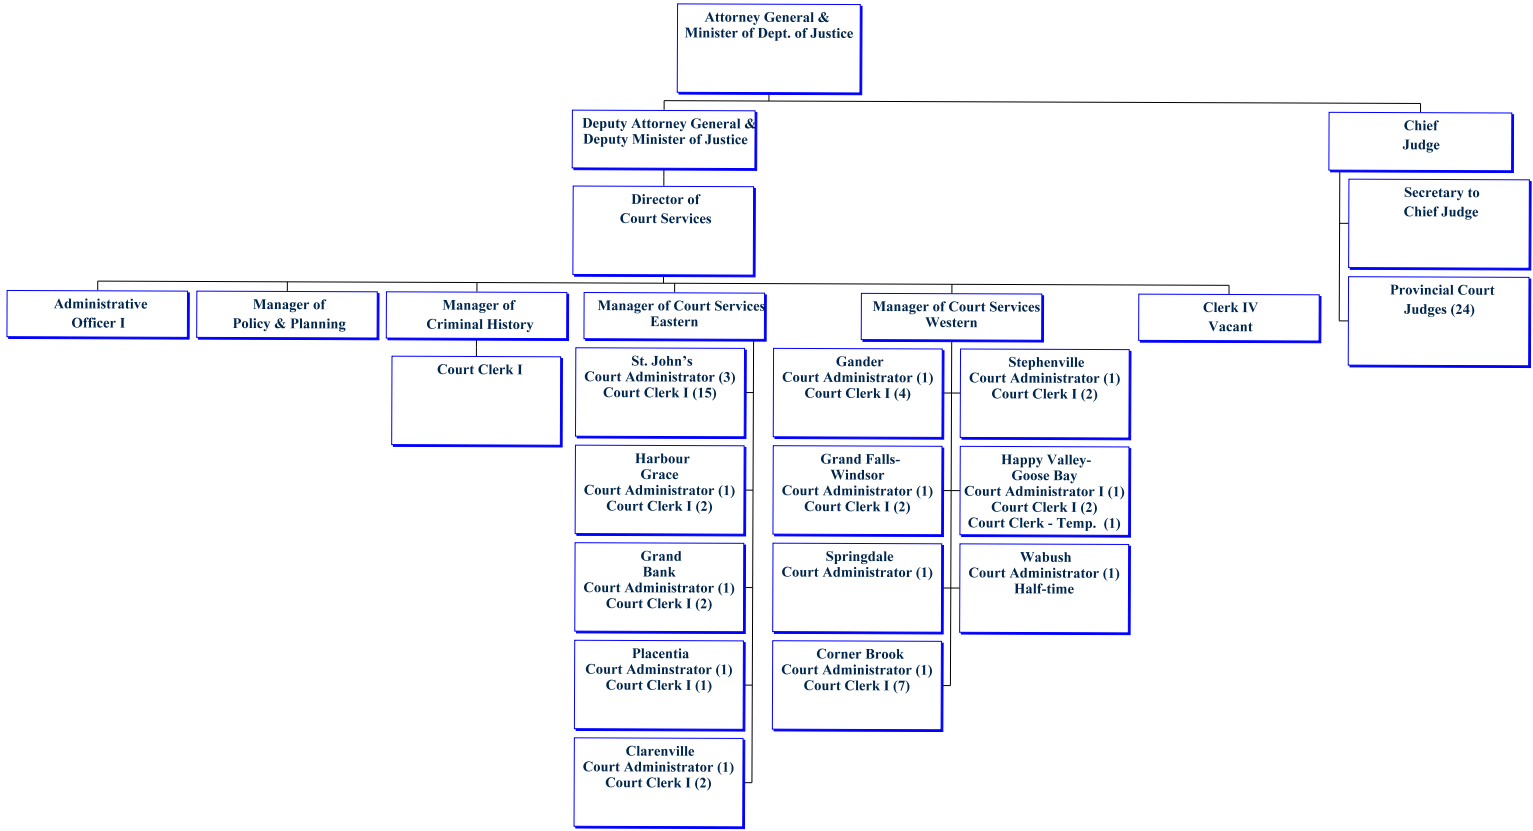 Attorney General &
Minister of Dept. of Justice
Deputy Attorney General &
Deputy Minister of Justice
Chief
Judge
Director of
Court Services
Secretary to
Chief Judge
Provincial Court
Judges (24)
Administrative
Officer I
Manager of
Policy & Planning
Manager of
Criminal History
Manager of Court Services
Eastern
Manager of Court Services
Western
Clerk IV
Vacant
Court Clerk I
St. John’s
Court Administrator (3)
Court Clerk I (15)
Harbour
Grace
Court Administrator (1)
Court Clerk I (2)
Grand
Bank
Court Administrator (1)
Court Clerk I (2)
Placentia
Court Adminstrator (1)
Court Clerk I (1)
Clarenville
Court Administrator (1)
Court Clerk I (2)
Gander
Court Administrator (1)
Court Clerk I (4)
Grand Falls-
Windsor
Court Administrator (1)
Court Clerk I (2)
Springdale
Court Administrator (1)
Corner Brook
Court Administrator (1)
Court Clerk I (7)
Stephenville
Court Administrator (1)
Court Clerk I (2)
Happy Valley-
Goose Bay
Court Administrator I (1)
Court Clerk I (2)
Court Clerk - Temp. (1)
Wabush
Court Administrator (1)
Half-time